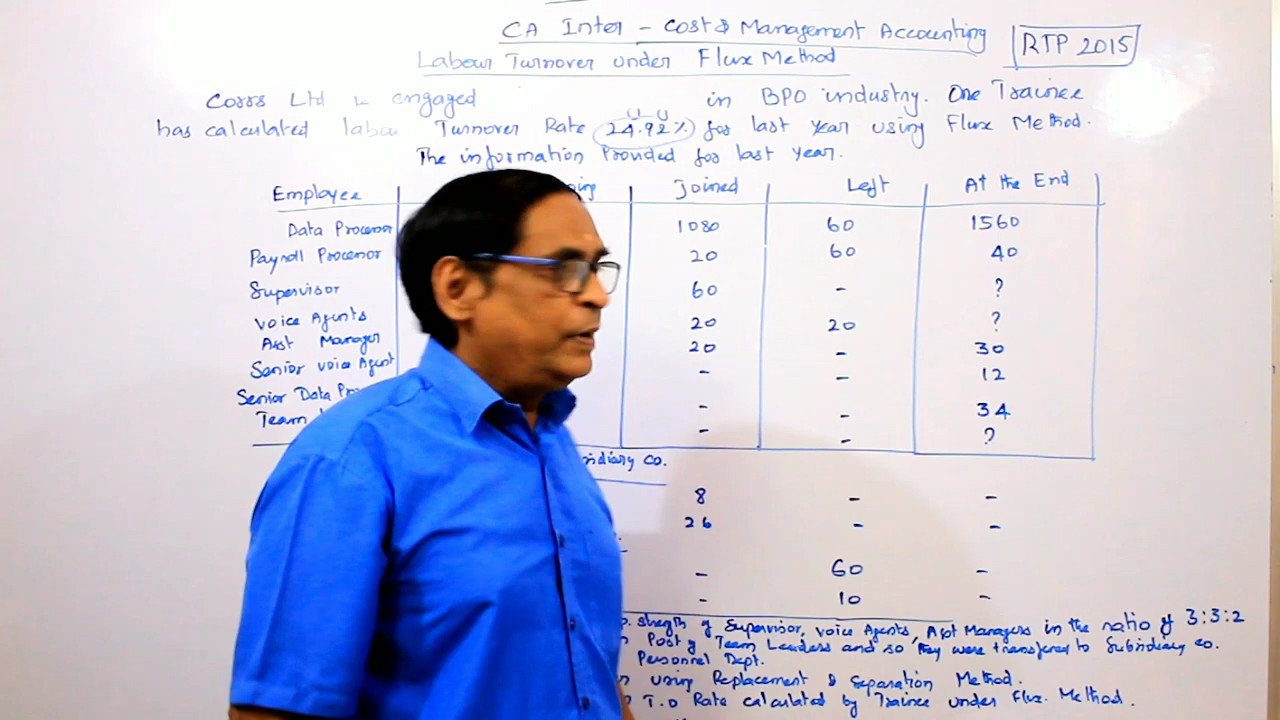 CA Inter - Cost & Management Accounting
RTP 2015
Labour Turnover under Flux Method
Corrs Ltd is engaged in BPO industry. One Trainee
has calculated labou Turnover Rate 24.92% for last year using Flux Method.
The information Provided for last year.
Employee Joined Left At the End
Data Processor 1080 60 1560
Payroll Processor 20 60 40
Supervisor 60 - ?
Voice Agents 20 20 ?
Asst Manager 20 - 30
Senior Voice Agent - - 12
Senior Data - - 34
Team - - ?
Co.
8 - -
26 - -
- 60 -
- 10 -
strength of Supervisor, Voice Agents, Asst Managers in the ratio of 3:3:2
Post of Team Leaders and so they were transferred to Subsidiary co.
Personnel Dept.
using Replacement & Separation Method.
T.O Rate calculated by Trainee under Flux. Method.